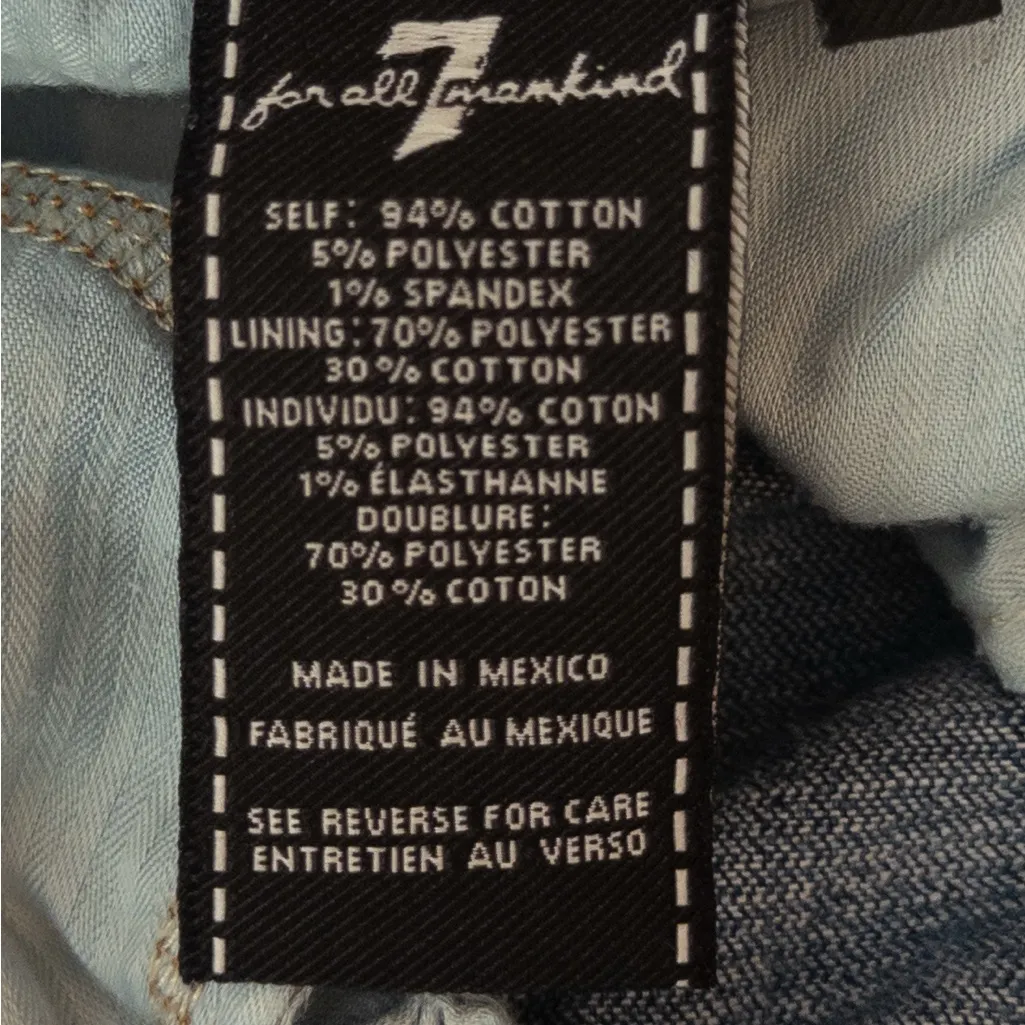 for all 7 mankind
SELF: 94% COTTON
5% POLYESTER
1% SPANDEX
LINING: 70% POLYESTER
30% COTTON
INDIVIDU: 94% COTON
5% POLYESTER
1% ÉLASTHANNE
DOUBLURE:
70% POLYESTER
30% COTON
MADE IN MEXICO
FABRIQUÉ AU MEXIQUE
SEE REVERSE FOR CARE
ENTRETIEN AU VERSO